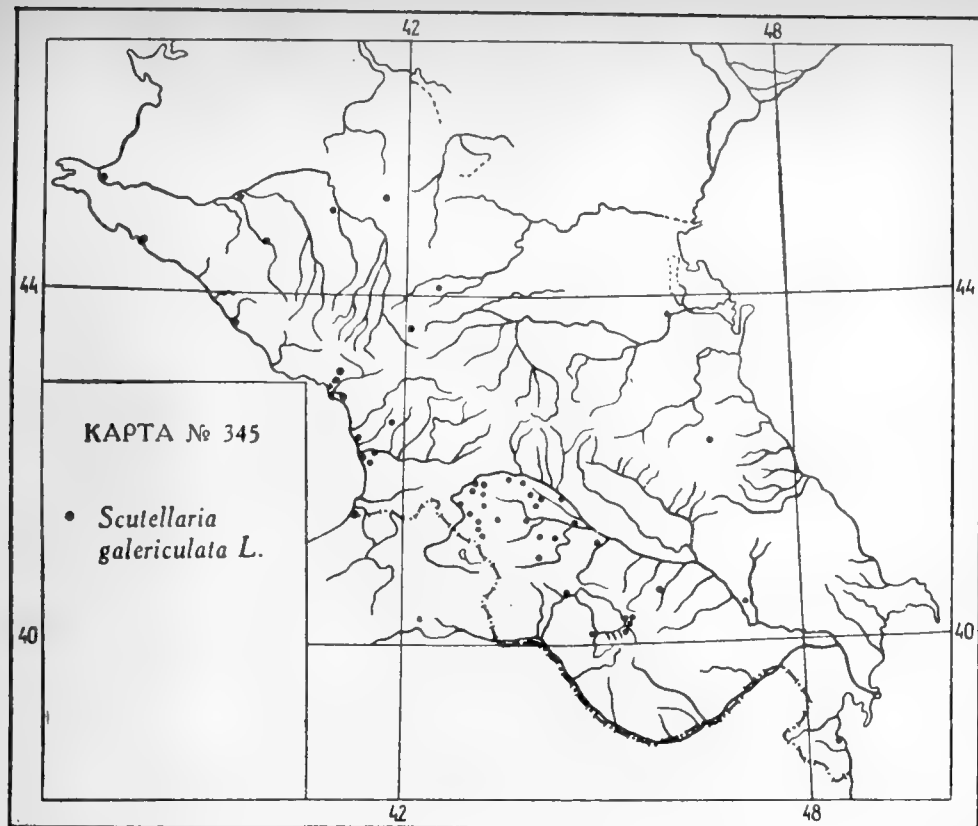 42 48
44 44
КАРТА № 345
• Scutellaria
galericulata L.
40 40
42 48